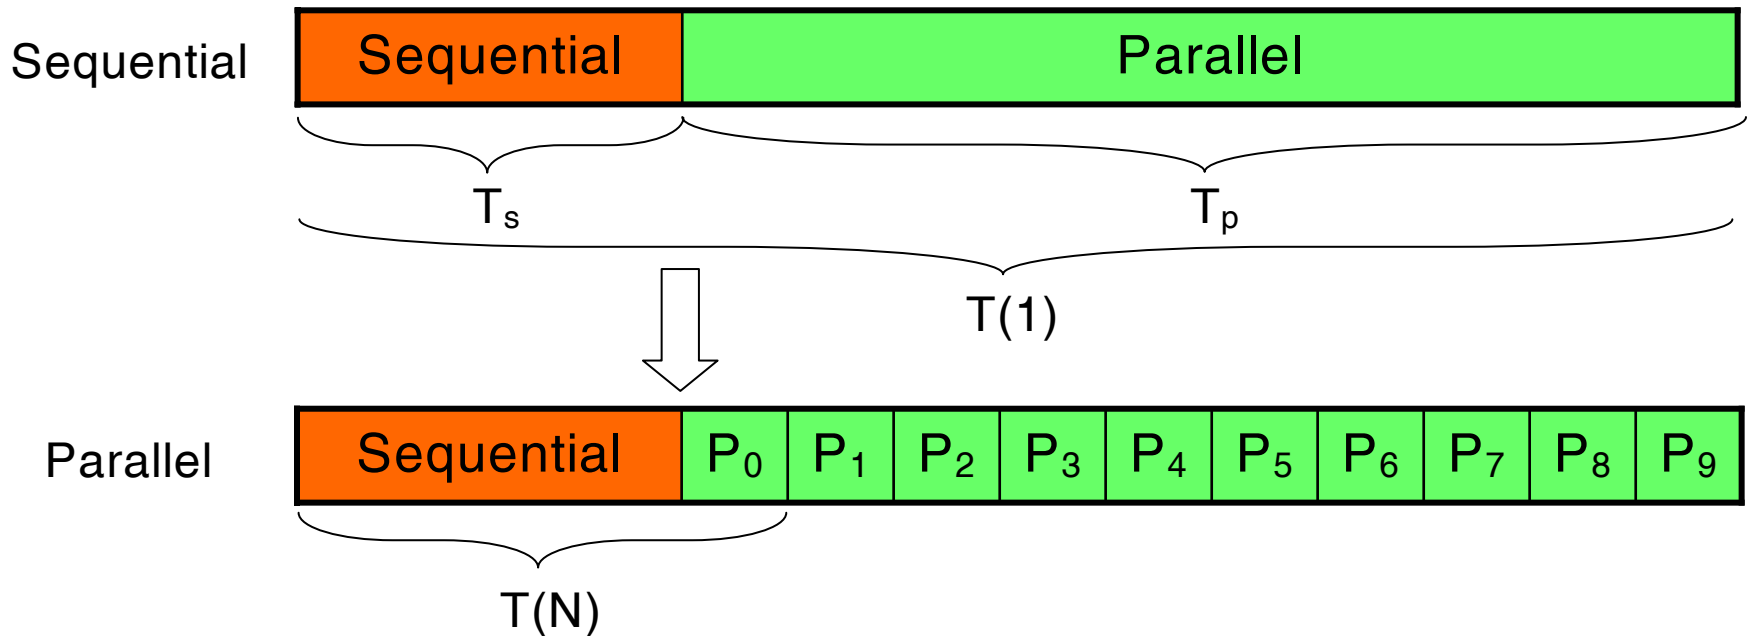 Sequential Sequential Parallel
Tₛ Tₚ
T(1)
Parallel Sequential P₀ P₁ P₂ P₃ P₄ P₅ P₆ P₇ P₈ P₉
T(N)